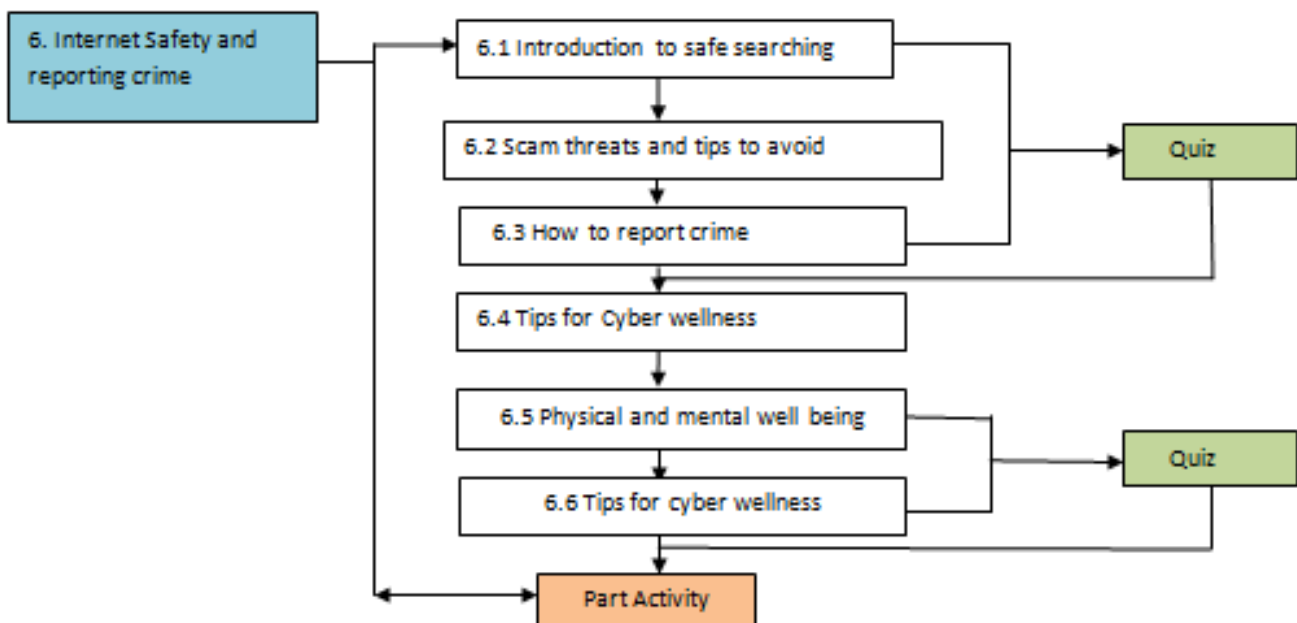 6. Internet Safety and
reporting crime
6.1 Introduction to safe searching
6.2 Scam threats and tips to avoid
Quiz
6.3 How to report crime
6.4 Tips for Cyber wellness
6.5 Physical and mental well being
Quiz
6.6 Tips for cyber wellness
Part Activity